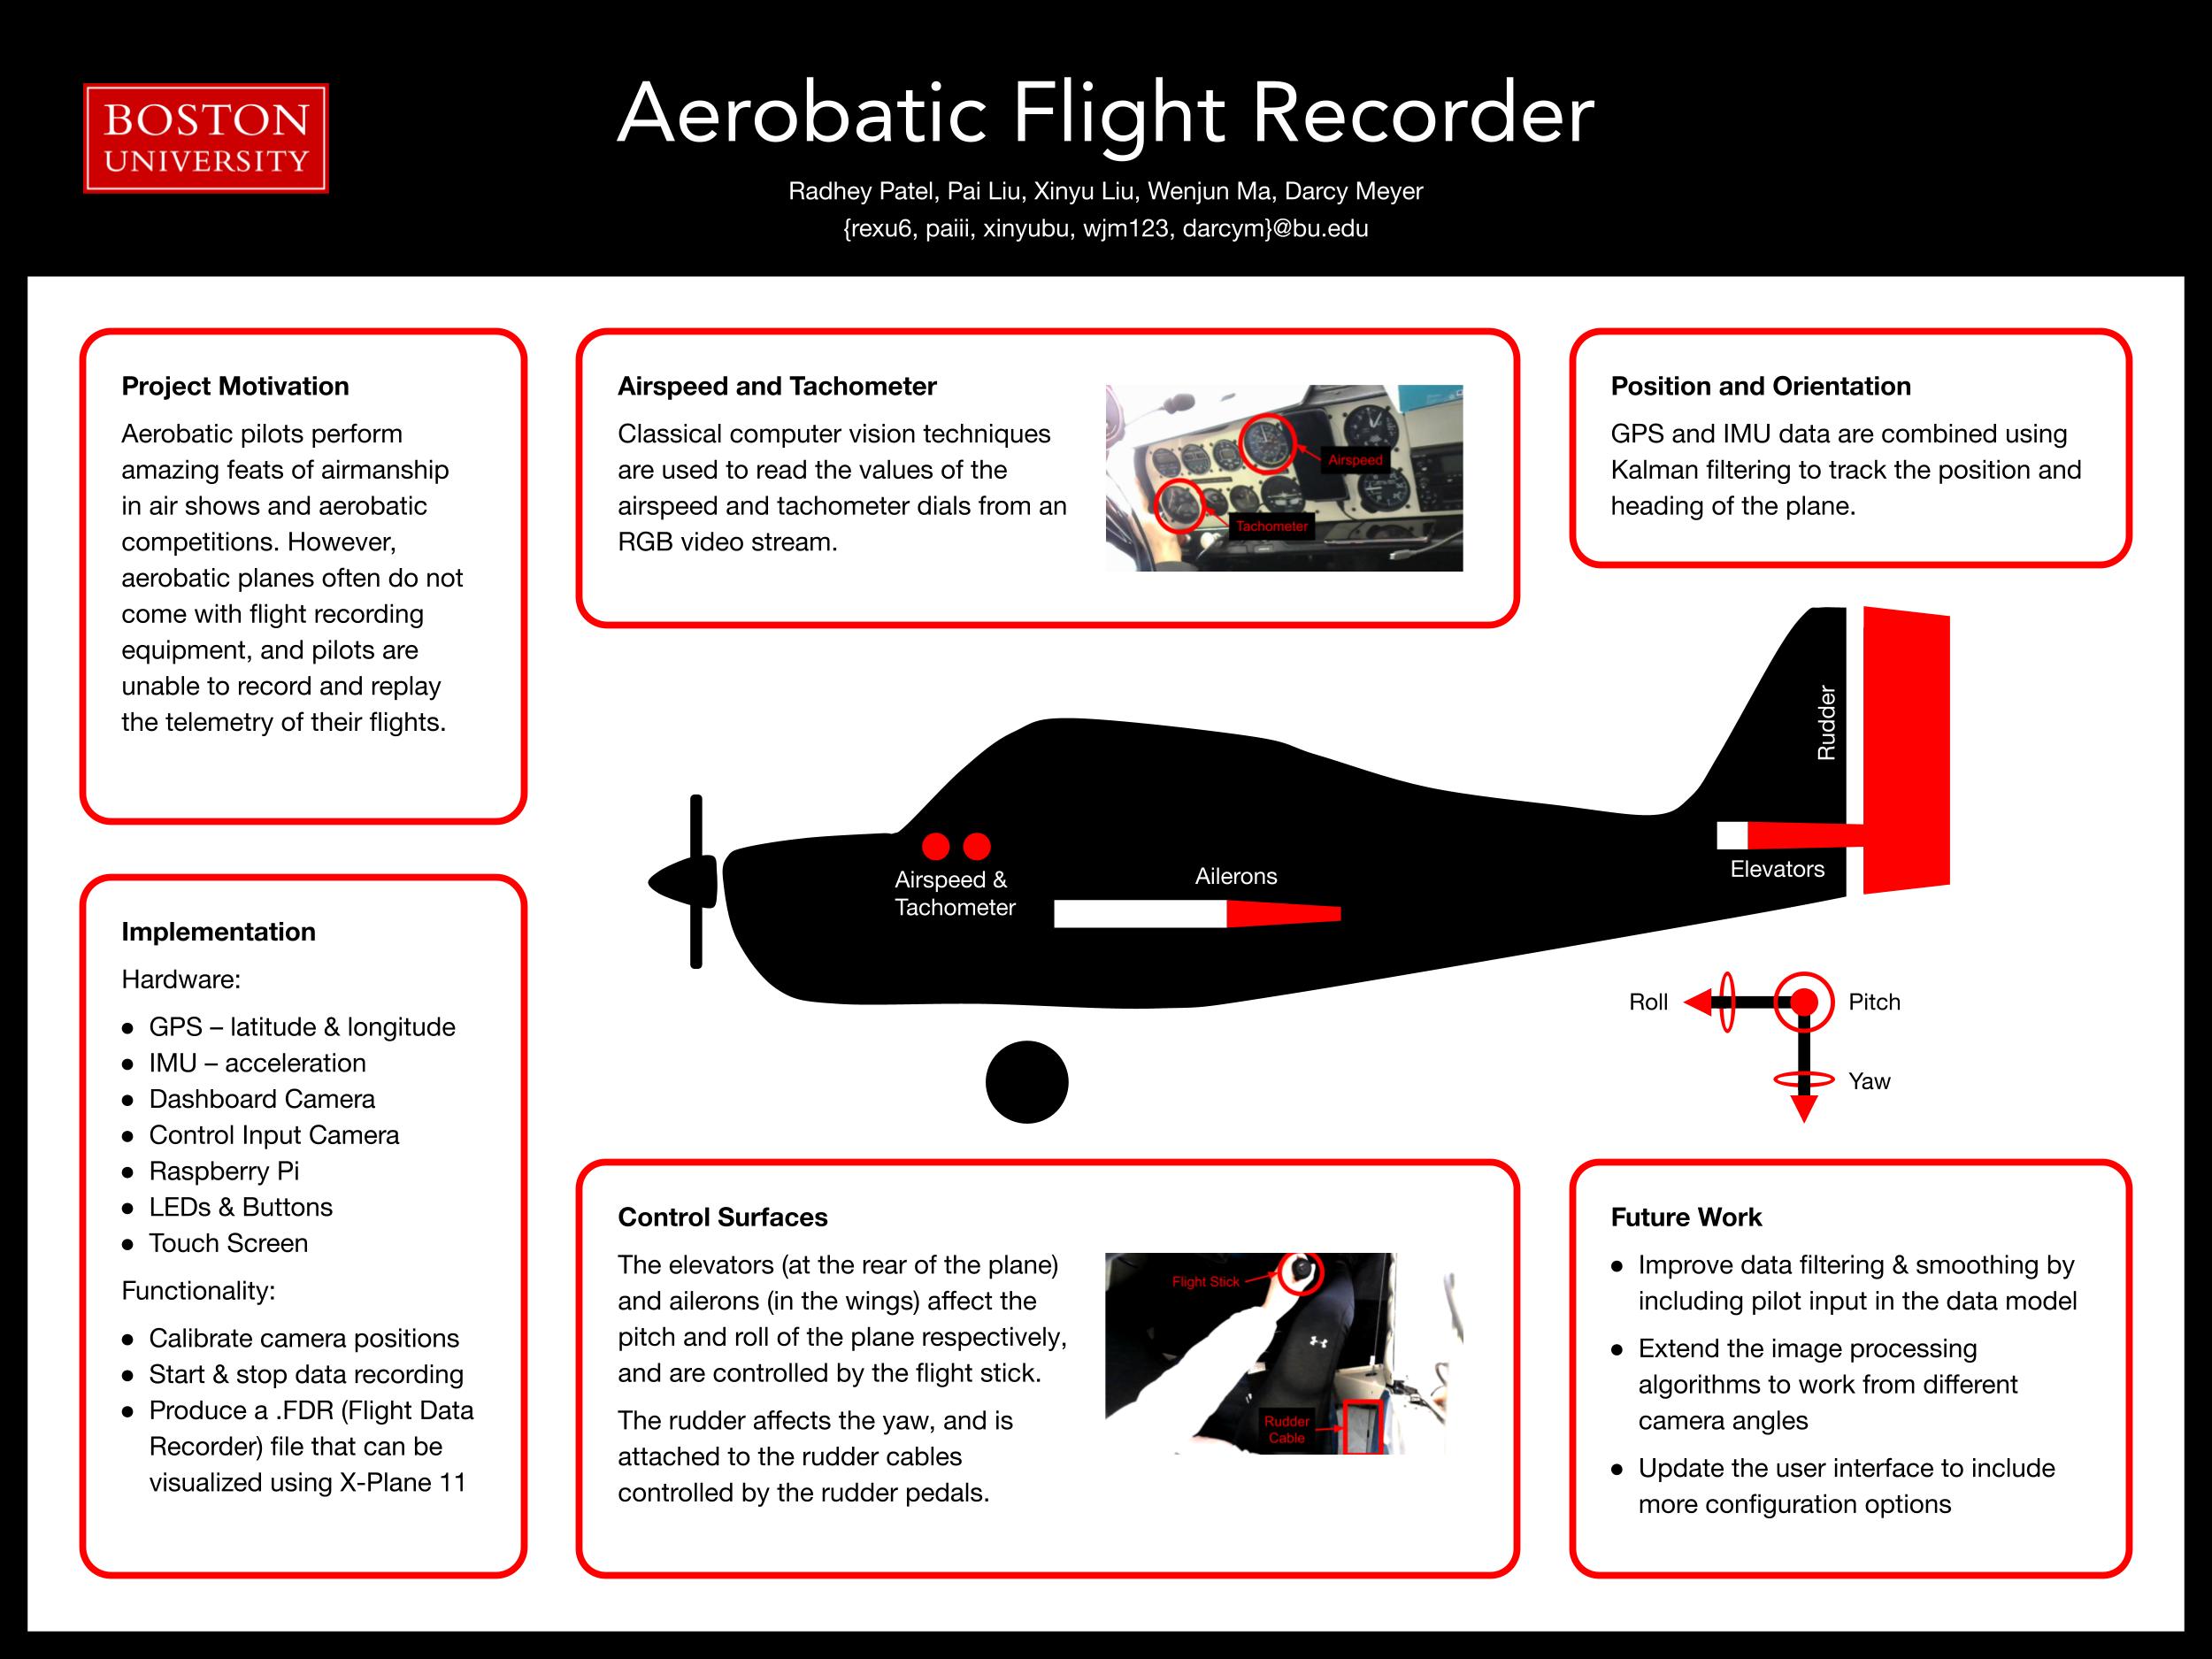 BOSTON
UNIVERSITY
Aerobatic Flight Recorder
Radhey Patel, Pai Liu, Xinyu Liu, Wenjun Ma, Darcy Meyer
{rexu6, paiii, xinyubu, wjm123, darcym}@bu.edu
Project Motivation
Aerobatic pilots perform
amazing feats of airmanship
in air shows and aerobatic
competitions. However,
aerobatic planes often do not
come with flight recording
equipment, and pilots are
unable to record and replay
the telemetry of their flights.
Implementation
Hardware:
● GPS – latitude & longitude
● IMU – acceleration
● Dashboard Camera
● Control Input Camera
● Raspberry Pi
● LEDs & Buttons
● Touch Screen
Functionality:
● Calibrate camera positions
● Start & stop data recording
● Produce a .FDR (Flight Data
Recorder) file that can be
visualized using X-Plane 11
Airspeed and Tachometer
Classical computer vision techniques
are used to read the values of the
airspeed and tachometer dials from an
RGB video stream.
Airspeed
Tachometer
Position and Orientation
GPS and IMU data are combined using
Kalman filtering to track the position and
heading of the plane.
Rudder
Elevators
Airspeed &
Tachometer
Ailerons
Roll
Pitch
Yaw
Control Surfaces
The elevators (at the rear of the plane)
and ailerons (in the wings) affect the
pitch and roll of the plane respectively,
and are controlled by the flight stick.
The rudder affects the yaw, and is
attached to the rudder cables
controlled by the rudder pedals.
Flight Stick
Rudder
Cable
Future Work
● Improve data filtering & smoothing by
including pilot input in the data model
● Extend the image processing
algorithms to work from different
camera angles
● Update the user interface to include
more configuration options